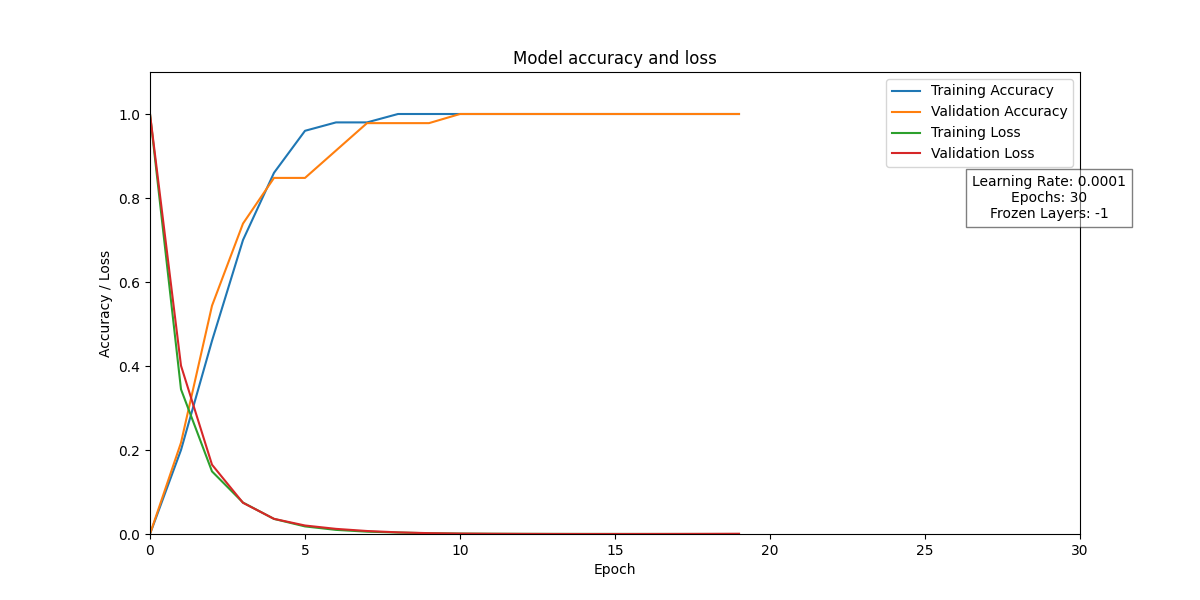 Model accuracy and loss
Training Accuracy
Validation Accuracy
Training Loss
Validation Loss
Learning Rate: 0.0001
Epochs: 30
Frozen Layers: -1
Accuracy / Loss
1.0
0.8
0.6
0.4
0.2
0.0
0 5 10 15 20 25 30
Epoch